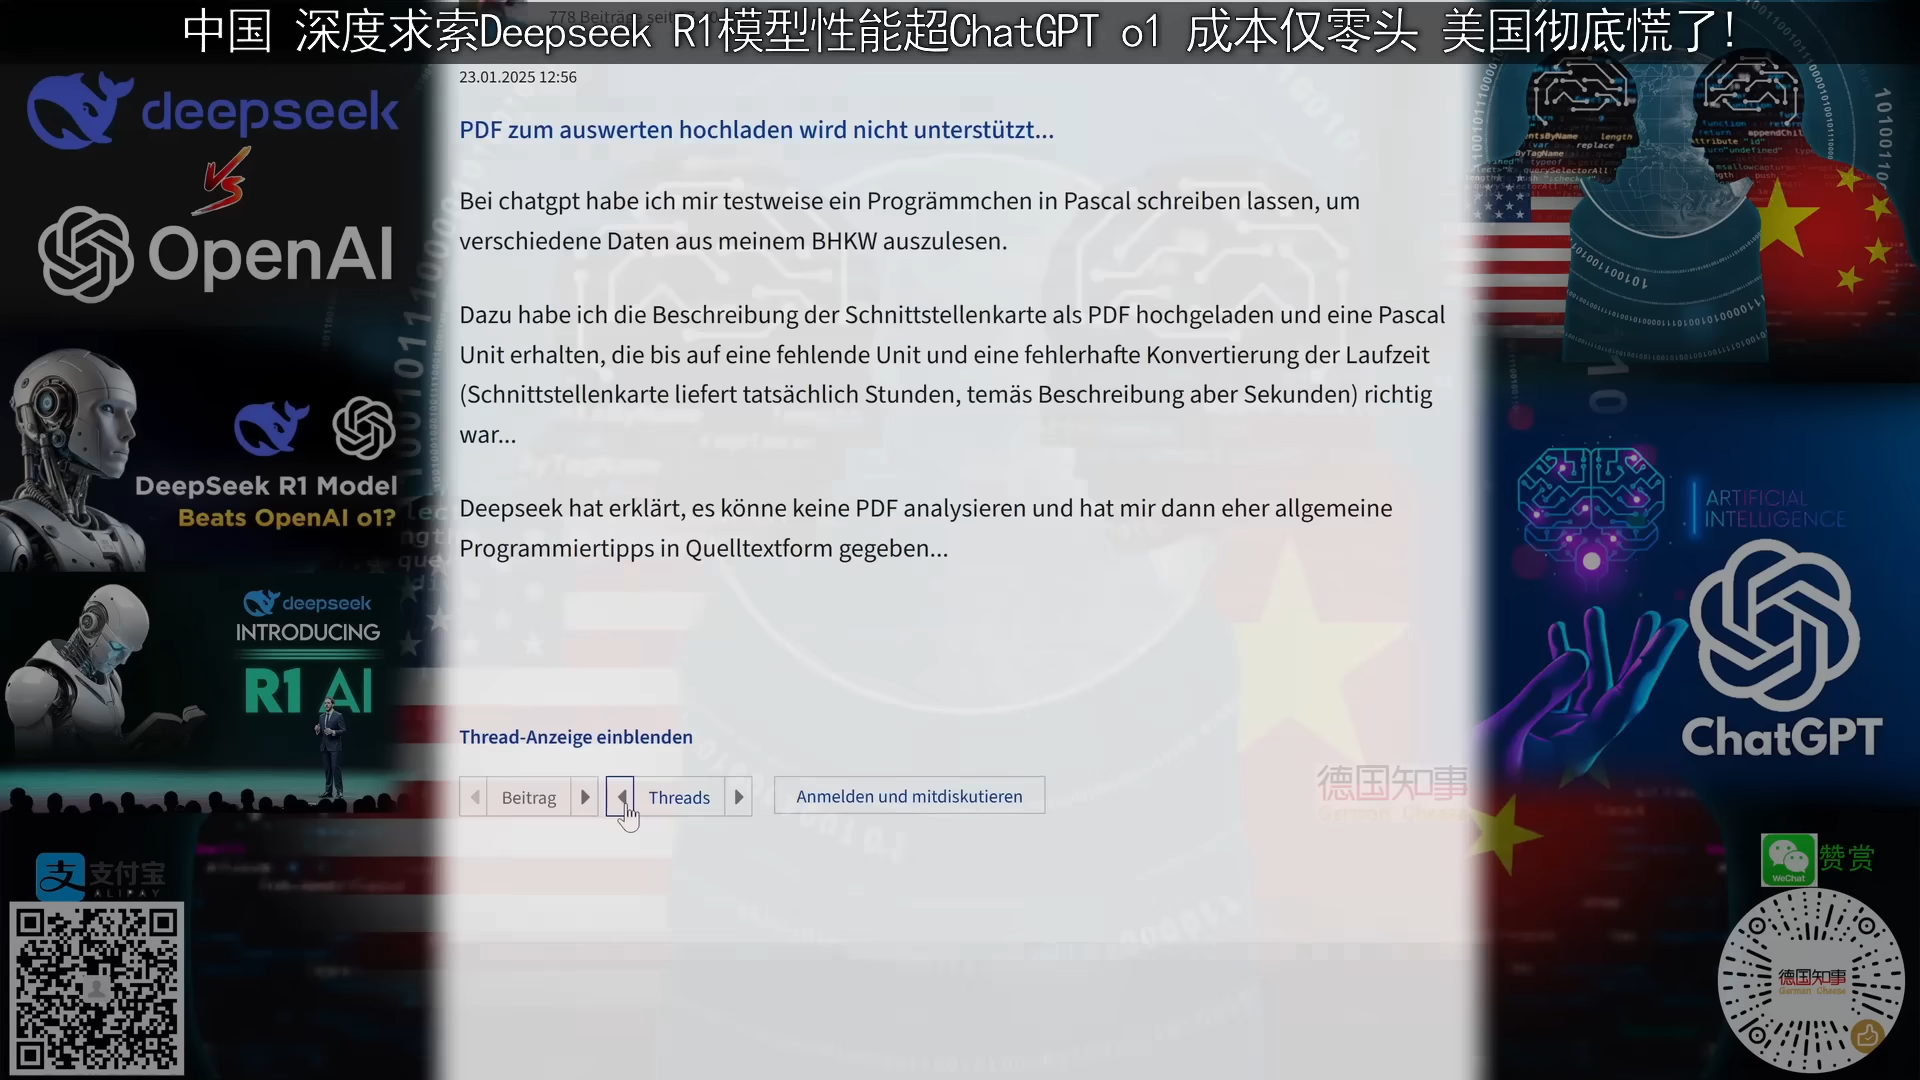 中国 深度求索Deepseek R1模型性能超ChatGPT o1 成本仅零头 美国彻底慌了!
778 Beiträge seit
23.01.2025 12:56
PDF zum auswerten hochladen wird nicht unterstützt...
Bei chatgpt habe ich mir testweise ein Progrämmchen in Pascal schreiben lassen, um
verschiedene Daten aus meinem BHKW auszulesen.
Dazu habe ich die Beschreibung der Schnittstellenkarte als PDF hochgeladen und eine Pascal
Unit erhalten, die bis auf eine fehlende Unit und eine fehlerhafte Konvertierung der Laufzeit
(Schnittstellenkarte liefert tatsächlich Stunden, temäs Beschreibung aber Sekunden) richtig
war...
Deepseek hat erklärt, es könne keine PDF analysieren und hat mir dann eher allgemeine
Programmiertipps in Quelltextform gegeben...
Thread-Anzeige einblenden
Beitrag
Threads
Anmelden und mitdiskutieren
deepseek
VS
OpenAI
DeepSeek R1 Model
Beats OpenAI o1?
deepseek
INTRODUCING
R1 AI
支付宝
ALIPAY
ARTIFICIAL
INTELLIGENCE
ChatGPT
德国知事
German Cheese
WeChat
赞赏
德国知事
German Cheese